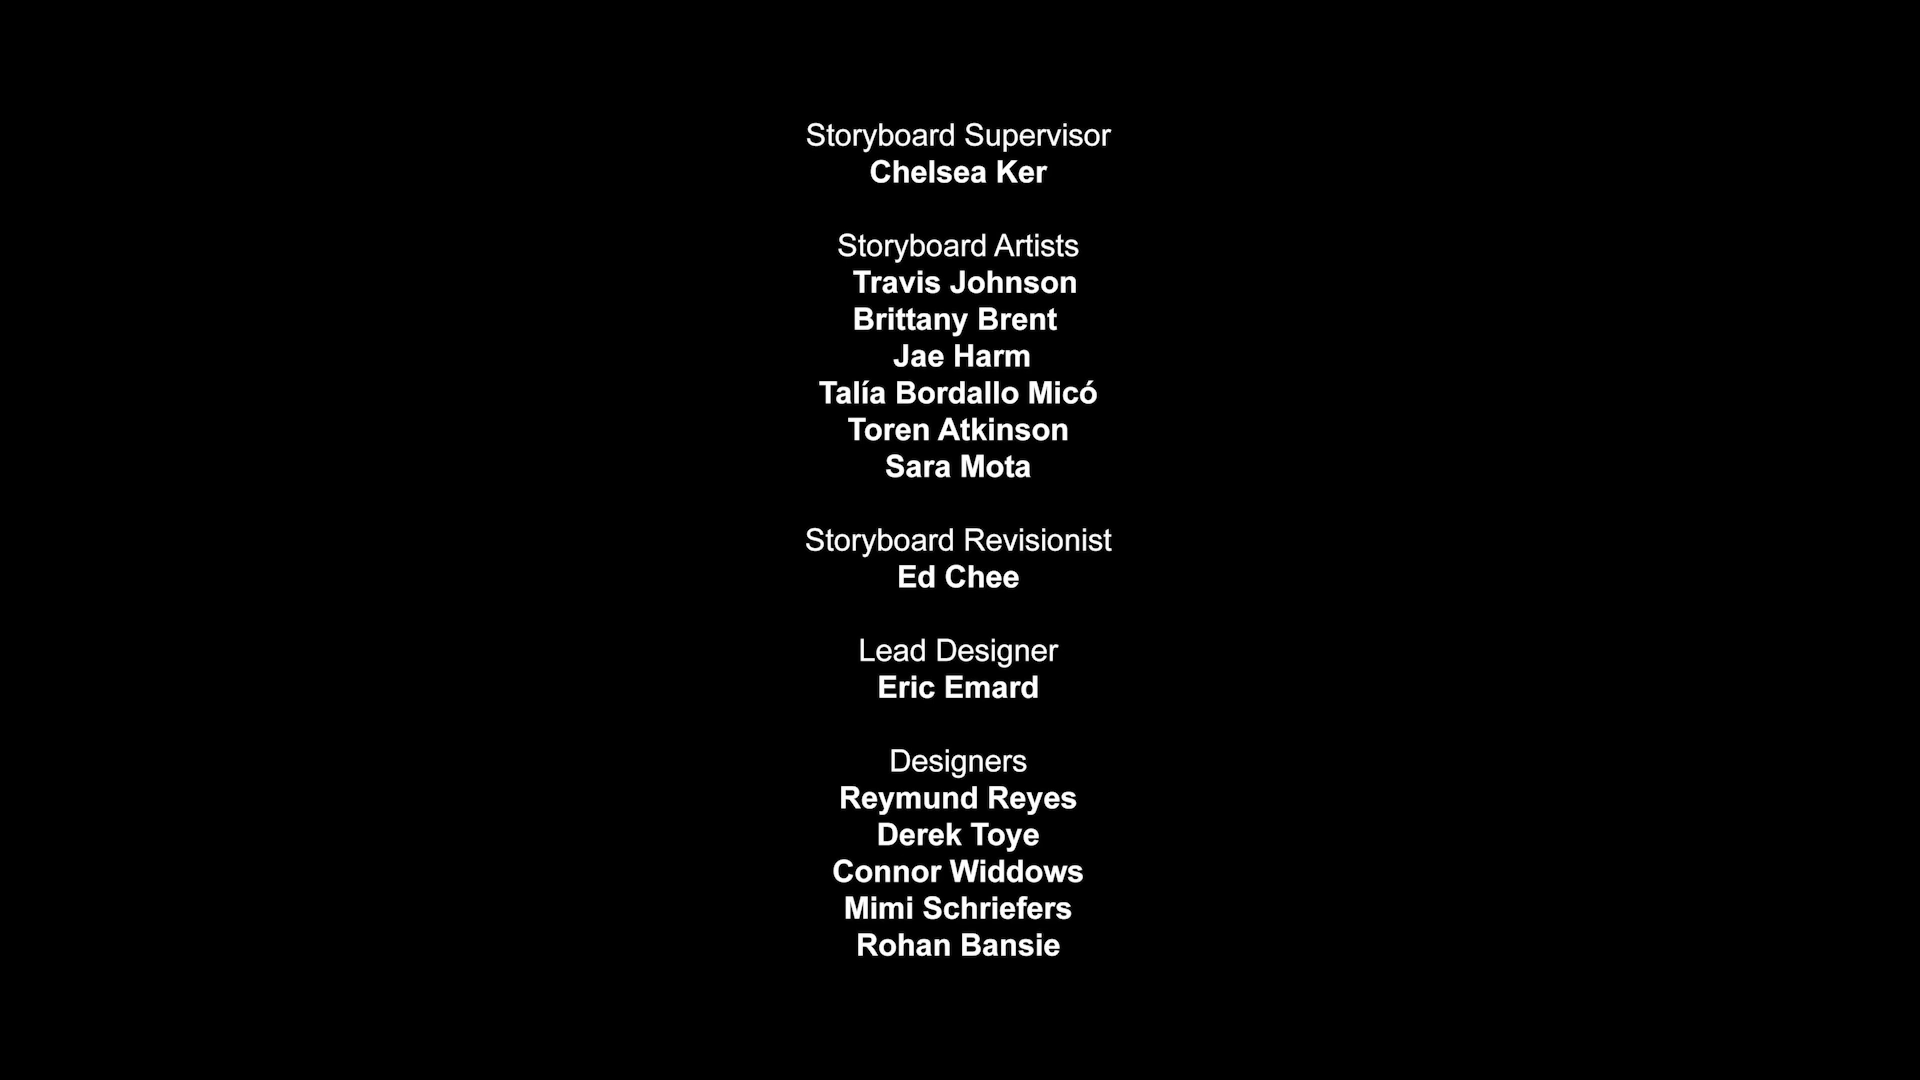 Storyboard Supervisor
Chelsea Ker
Storyboard Artists
Travis Johnson
Brittany Brent
Jae Harm
Talía Bordallo Micó
Toren Atkinson
Sara Mota
Storyboard Revisionist
Ed Chee
Lead Designer
Eric Emard
Designers
Reymund Reyes
Derek Toye
Connor Widdows
Mimi Schriefers
Rohan Bansie